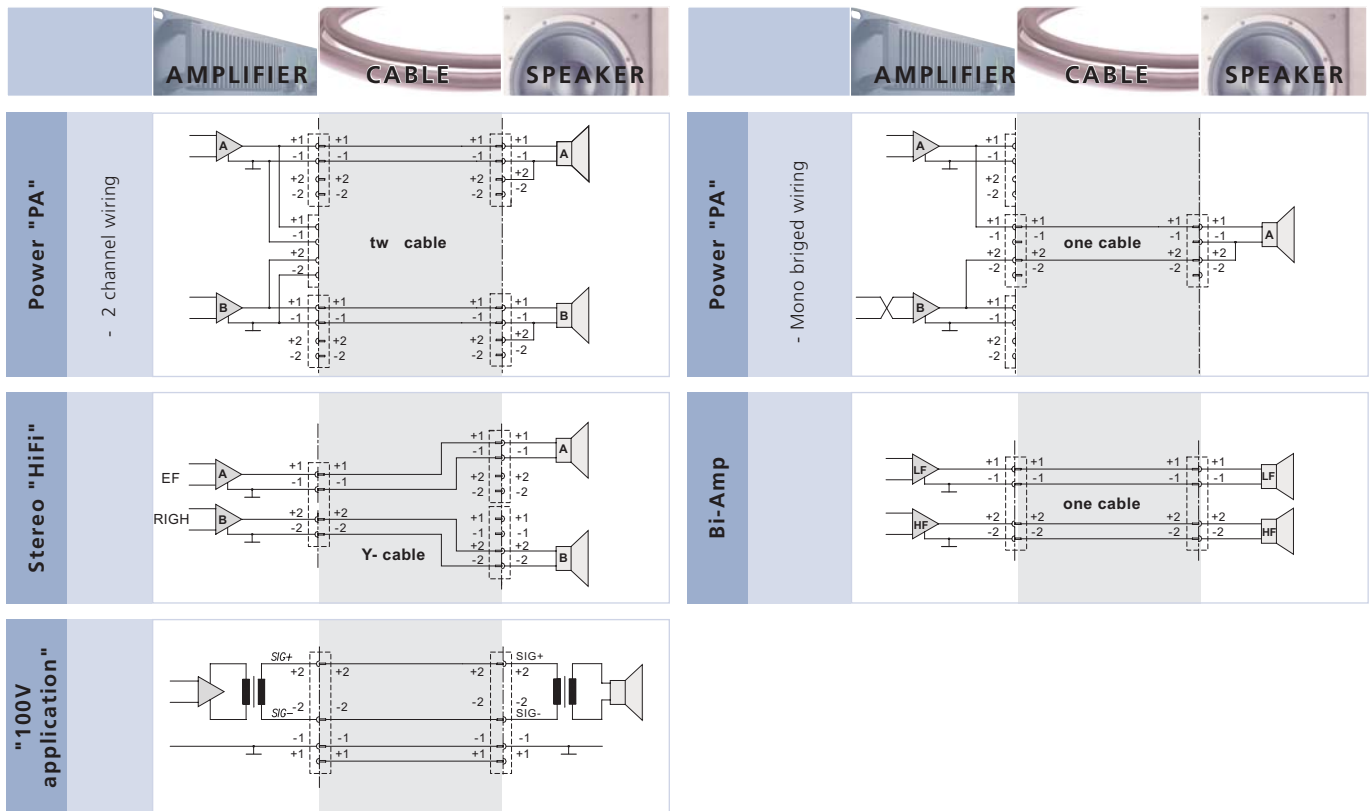 AMPLIFIER CABLE SPEAKER
AMPLIFIER CABLE SPEAKER
Power "PA"
- 2 channel wiring
A
+1 +1 +1 +1
-1 -1 -1 -1
+2 +2 +2 +2
-2 -2 -2 -2
A
+1
-1
+2
-2
tw cable
B
+1 +1 +1 +1
-1 -1 -1 -1
+2 +2 +2 +2
-2 -2 -2 -2
B
Power "PA"
- Mono briged wiring
A
+1
-1
+2
-2
+1 +1 +1 +1
-1 -1 -1 -1
+2 +2 +2 +2
-2 -2 -2 -2
one cable
A
B
+1
-1
+2
-2
Stereo "HiFi"
EF
A
+1 +1
-1 -1
RIGH
B
+2 +2
-2 -2
Y- cable
+1 +1
-1 -1
+2 +2
-2 -2
A
+1 +1
-1 -1
+2 +2
-2 -2
B
Bi-Amp
LF
+1 +1 +1 +1
-1 -1 -1 -1
LF
one cable
HF
+2 +2 +2 +2
-2 -2 -2 -2
HF
"100V
application"
SIG+ SIG+
+2 +2 +2 +2
-2 -2 -2 -2
SIG– SIG-
-1 -1 -1 -1
+1 +1 +1 +1